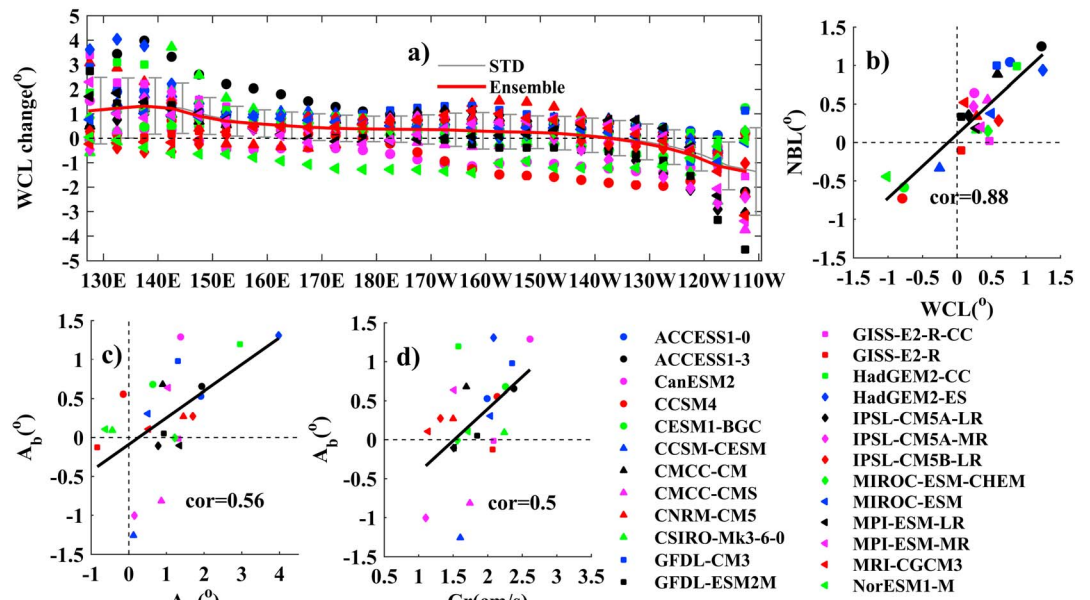 5
4
3
2
1
0
-1
-2
-3
-4
-5
WCL change(°)
a)
STD
Ensemble
130E 140E 150E 160E 170E 180E 170W 160W 150W 140W 130W 120W 110W
1.5
1
0.5
0
-0.5
-1
-1.5
NBL(°)
b)
cor=0.88
-1.5 -1 -0.5 0 0.5 1 1.5
WCL(°)
1.5
1
0.5
0
-0.5
-1
-1.5
Ab(°)
c)
cor=0.56
-1 0 1 2 3 4
1.5
1
0.5
0
-0.5
-1
-1.5
Ab(°)
d)
cor=0.5
0.5 1 1.5 2 2.5 3 3.5
ACCESS1-0
ACCESS1-3
CanESM2
CCSM4
CESM1-BGC
CCSM-CESM
CMCC-CM
CMCC-CMS
CNRM-CM5
CSIRO-Mk3-6-0
GFDL-CM3
GFDL-ESM2M
GISS-E2-R-CC
GISS-E2-R
HadGEM2-CC
HadGEM2-ES
IPSL-CM5A-LR
IPSL-CM5A-MR
IPSL-CM5B-LR
MIROC-ESM-CHEM
MIROC-ESM
MPI-ESM-LR
MPI-ESM-MR
MRI-CGCM3
NorESM1-M